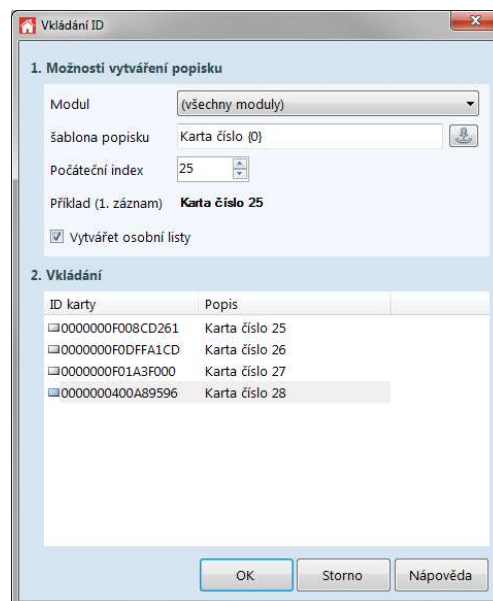 Vkládání ID
1. Možnosti vytváření popisku
Modul (všechny moduly)
šablona popisku Karta číslo {0}
Počáteční index 25
Příklad (1. záznam) Karta číslo 25
Vytvářet osobní listy
2. Vkládání
ID karty Popis
0000000F008CD261 Karta číslo 25
0000000F0DFFA1CD Karta číslo 26
0000000F01A3F000 Karta číslo 27
0000000400A89596 Karta číslo 28
OK Storno Nápověda